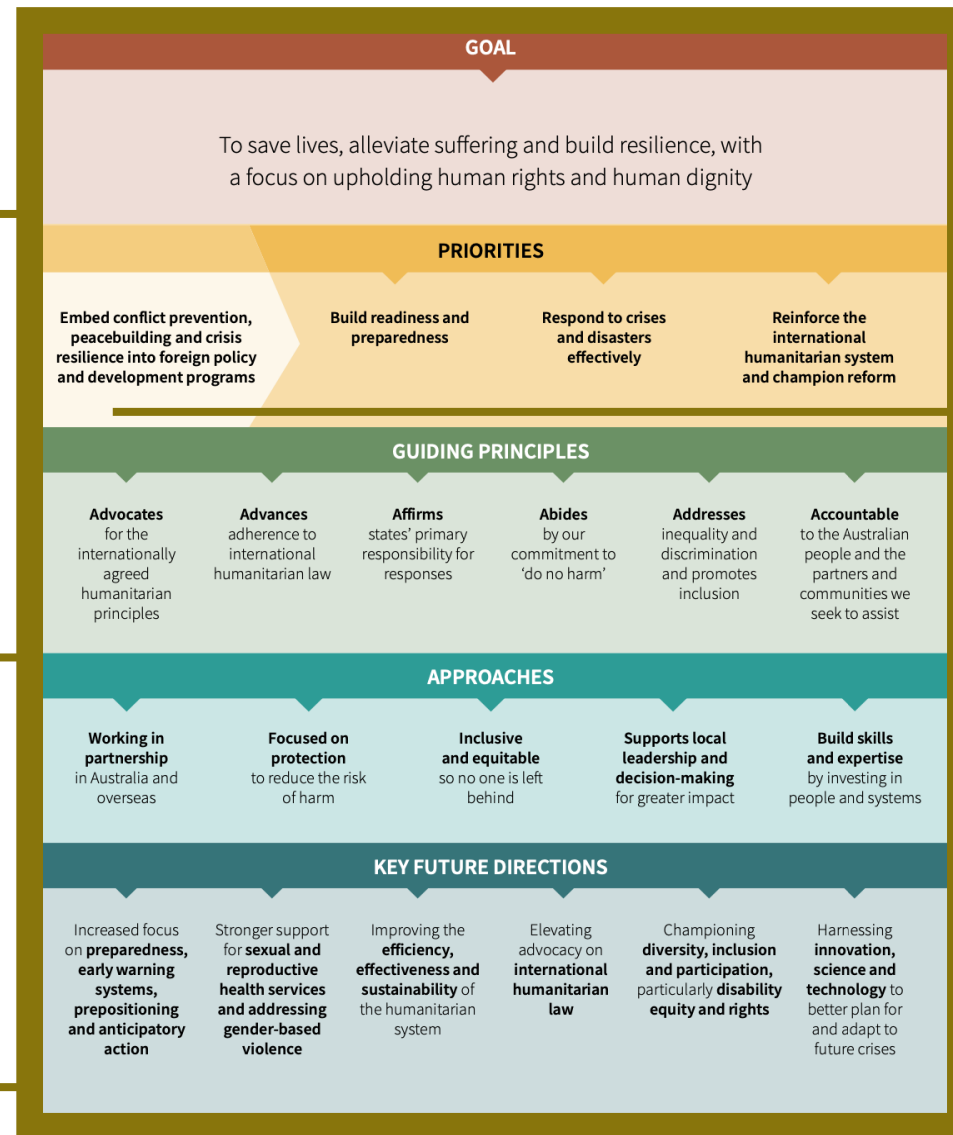 GOAL
To save lives, alleviate suffering and build resilience, with
a focus on upholding human rights and human dignity
PRIORITIES
Embed conflict prevention,
peacebuilding and crisis
resilience into foreign policy
and development programs
Build readiness and
preparedness
Respond to crises
and disasters
effectively
Reinforce the
international
humanitarian system
and champion reform
GUIDING PRINCIPLES
Advocates
for the
internationally
agreed
humanitarian
principles
Advances
adherence to
international
humanitarian law
Affirms
states’ primary
responsibility for
responses
Abides
by our
commitment to
‘do no harm’
Addresses
inequality and
discrimination
and promotes
inclusion
Accountable
to the Australian
people and the
partners and
communities we
seek to assist
APPROACHES
Working in
partnership
in Australia and
overseas
Focused on
protection
to reduce the risk
of harm
Inclusive
and equitable
so no one is left
behind
Supports local
leadership and
decision-making
for greater impact
Build skills
and expertise
by investing in
people and systems
KEY FUTURE DIRECTIONS
Increased focus
on preparedness,
early warning
systems,
prepositioning
and anticipatory
action
Stronger support
for sexual and
reproductive
health services
and addressing
gender-based
violence
Improving the
efficiency,
effectiveness and
sustainability of
the humanitarian
system
Elevating
advocacy on
international
humanitarian
law
Championing
diversity, inclusion
and participation,
particularly disability
equity and rights
Harnessing
innovation,
science and
technology to
better plan for
and adapt to
future crises